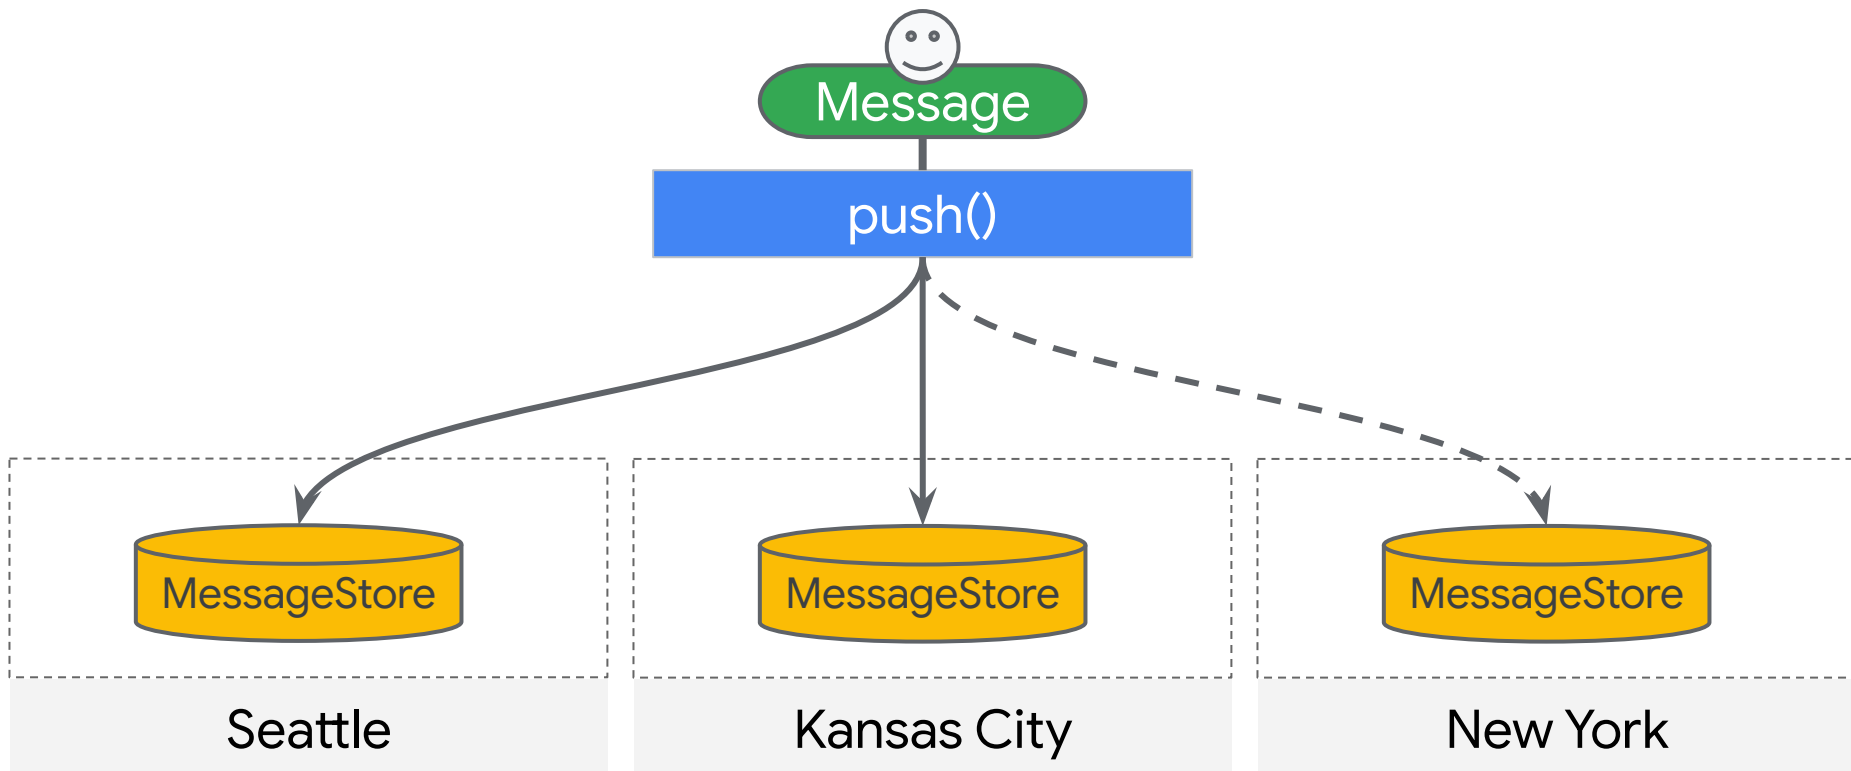 Message
push()
MessageStore
MessageStore
MessageStore
Seattle
Kansas City
New York